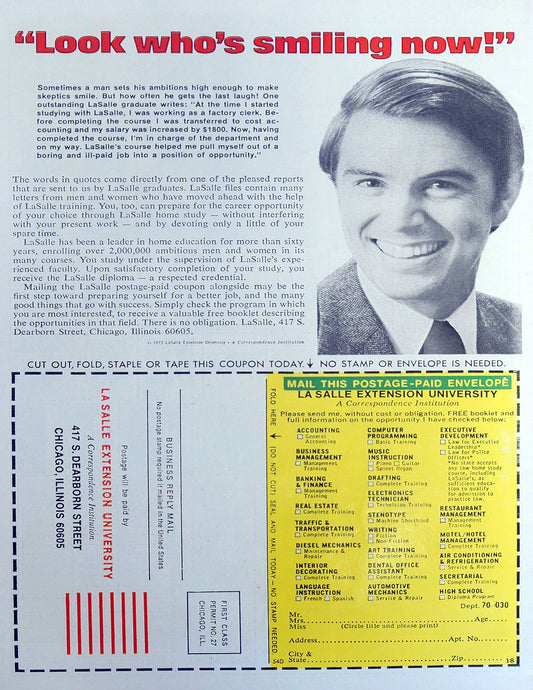 “Look who’s smiling now!”
Sometimes a man sets his ambitions high enough to make
skeptics smile. But how often he gets the last laugh! One
outstanding LaSalle graduate writes: “At the time I started
studying with LaSalle, I was working as a factory clerk. Be-
fore completing the course I was transferred to cost ac-
counting and my salary was increased by $1800. Now, having
completed the course, I’m in charge of the department and
on my way. LaSalle’s course helped me pull myself out of a
boring and ill-paid job into a position of opportunity.”
The words in quotes come directly from one of the pleased reports
that are sent to us by LaSalle graduates. LaSalle files contain many
letters from men and women who have moved ahead with the help
of LaSalle training. You, too, can prepare for the career opportunity
of your choice through LaSalle home study — without interfering
with your present work — and by devoting only a little of your
spare time.
LaSalle has been a leader in home education for more than sixty
years, enrolling over 2,000,000 ambitious men and women in its
many courses. You study under the supervision of LaSalle’s expe-
rienced faculty. Upon satisfactory completion of your study, you
receive the LaSalle diploma — a respected credential.
Mailing the LaSalle postage-paid coupon alongside may be the
first step toward preparing yourself for a better job, and the many
good things that go with success. Simply check the program in which
you are most interested, to receive a valuable free booklet describing
the opportunities in that field. There is no obligation. LaSalle, 417 S.
Dearborn Street, Chicago, Illinois 60605.
© 1973 LaSalle Extension University • A Correspondence Institution
CUT OUT, FOLD, STAPLE OR TAPE THIS COUPON TODAY. NO STAMP OR ENVELOPE IS NEEDED.
FIRST CLASS
PERMIT NO. 27
CHICAGO, ILL.
BUSINESS REPLY MAIL
No postage stamp required if mailed in the United States
Postage will be paid by
LA SALLE EXTENSION UNIVERSITY
A Correspondence Institution
417 S. DEARBORN STREET
CHICAGO, ILLINOIS 60605
FOLD HERE (DO NOT CUT) SEAL AND MAIL TODAY—NO STAMP NEEDED.
MAIL THIS POSTAGE-PAID ENVELOPE
LA SALLE EXTENSION UNIVERSITY
A Correspondence Institution
Please send me, without cost or obligation, FREE booklet and
full information on the opportunity I have checked below:
ACCOUNTING
General
Accounting
BUSINESS
MANAGEMENT
Management
Training
BANKING
& FINANCE
Management
Training
REAL ESTATE
Complete Training
TRAFFIC &
TRANSPORTATION
Complete Training
DIESEL MECHANICS
Maintenance &
Repair
INTERIOR
DECORATING
Complete Training
LANGUAGE
INSTRUCTION
French Spanish
COMPUTER
PROGRAMMING
Basic Training
MUSIC
INSTRUCTION
Piano Guitar
Spinet Organ
DRAFTING
Complete Training
ELECTRONICS
TECHNICIAN
Technician Training
STENOTYPE
Machine Shorthand
WRITING
Fiction
Non-Fiction
ART TRAINING
Complete Training
DENTAL OFFICE
ASSISTANT
Complete Training
AUTOMOTIVE
MECHANICS
Service & Repair
EXECUTIVE
DEVELOPMENT
Law for Executive
Leadership*
Law for Police
Officers*
*No state accepts
any law home study
course, including
LaSalle’s, as
sufficient educa-
tion to qualify for
admission to
practice law.
RESTAURANT
MANAGEMENT
Management
Training
MOTEL/HOTEL
MANAGEMENT
Complete Training
AIR CONDITIONING
& REFRIGERATION
Service & Repair
SECRETARIAL
Complete Training
HIGH SCHOOL
Diploma Program
Dept. 70-030
Mr.
Mrs.
Miss
(Circle title and please print)
Age
Address Apt. No.
City &
State Zip
54D
18